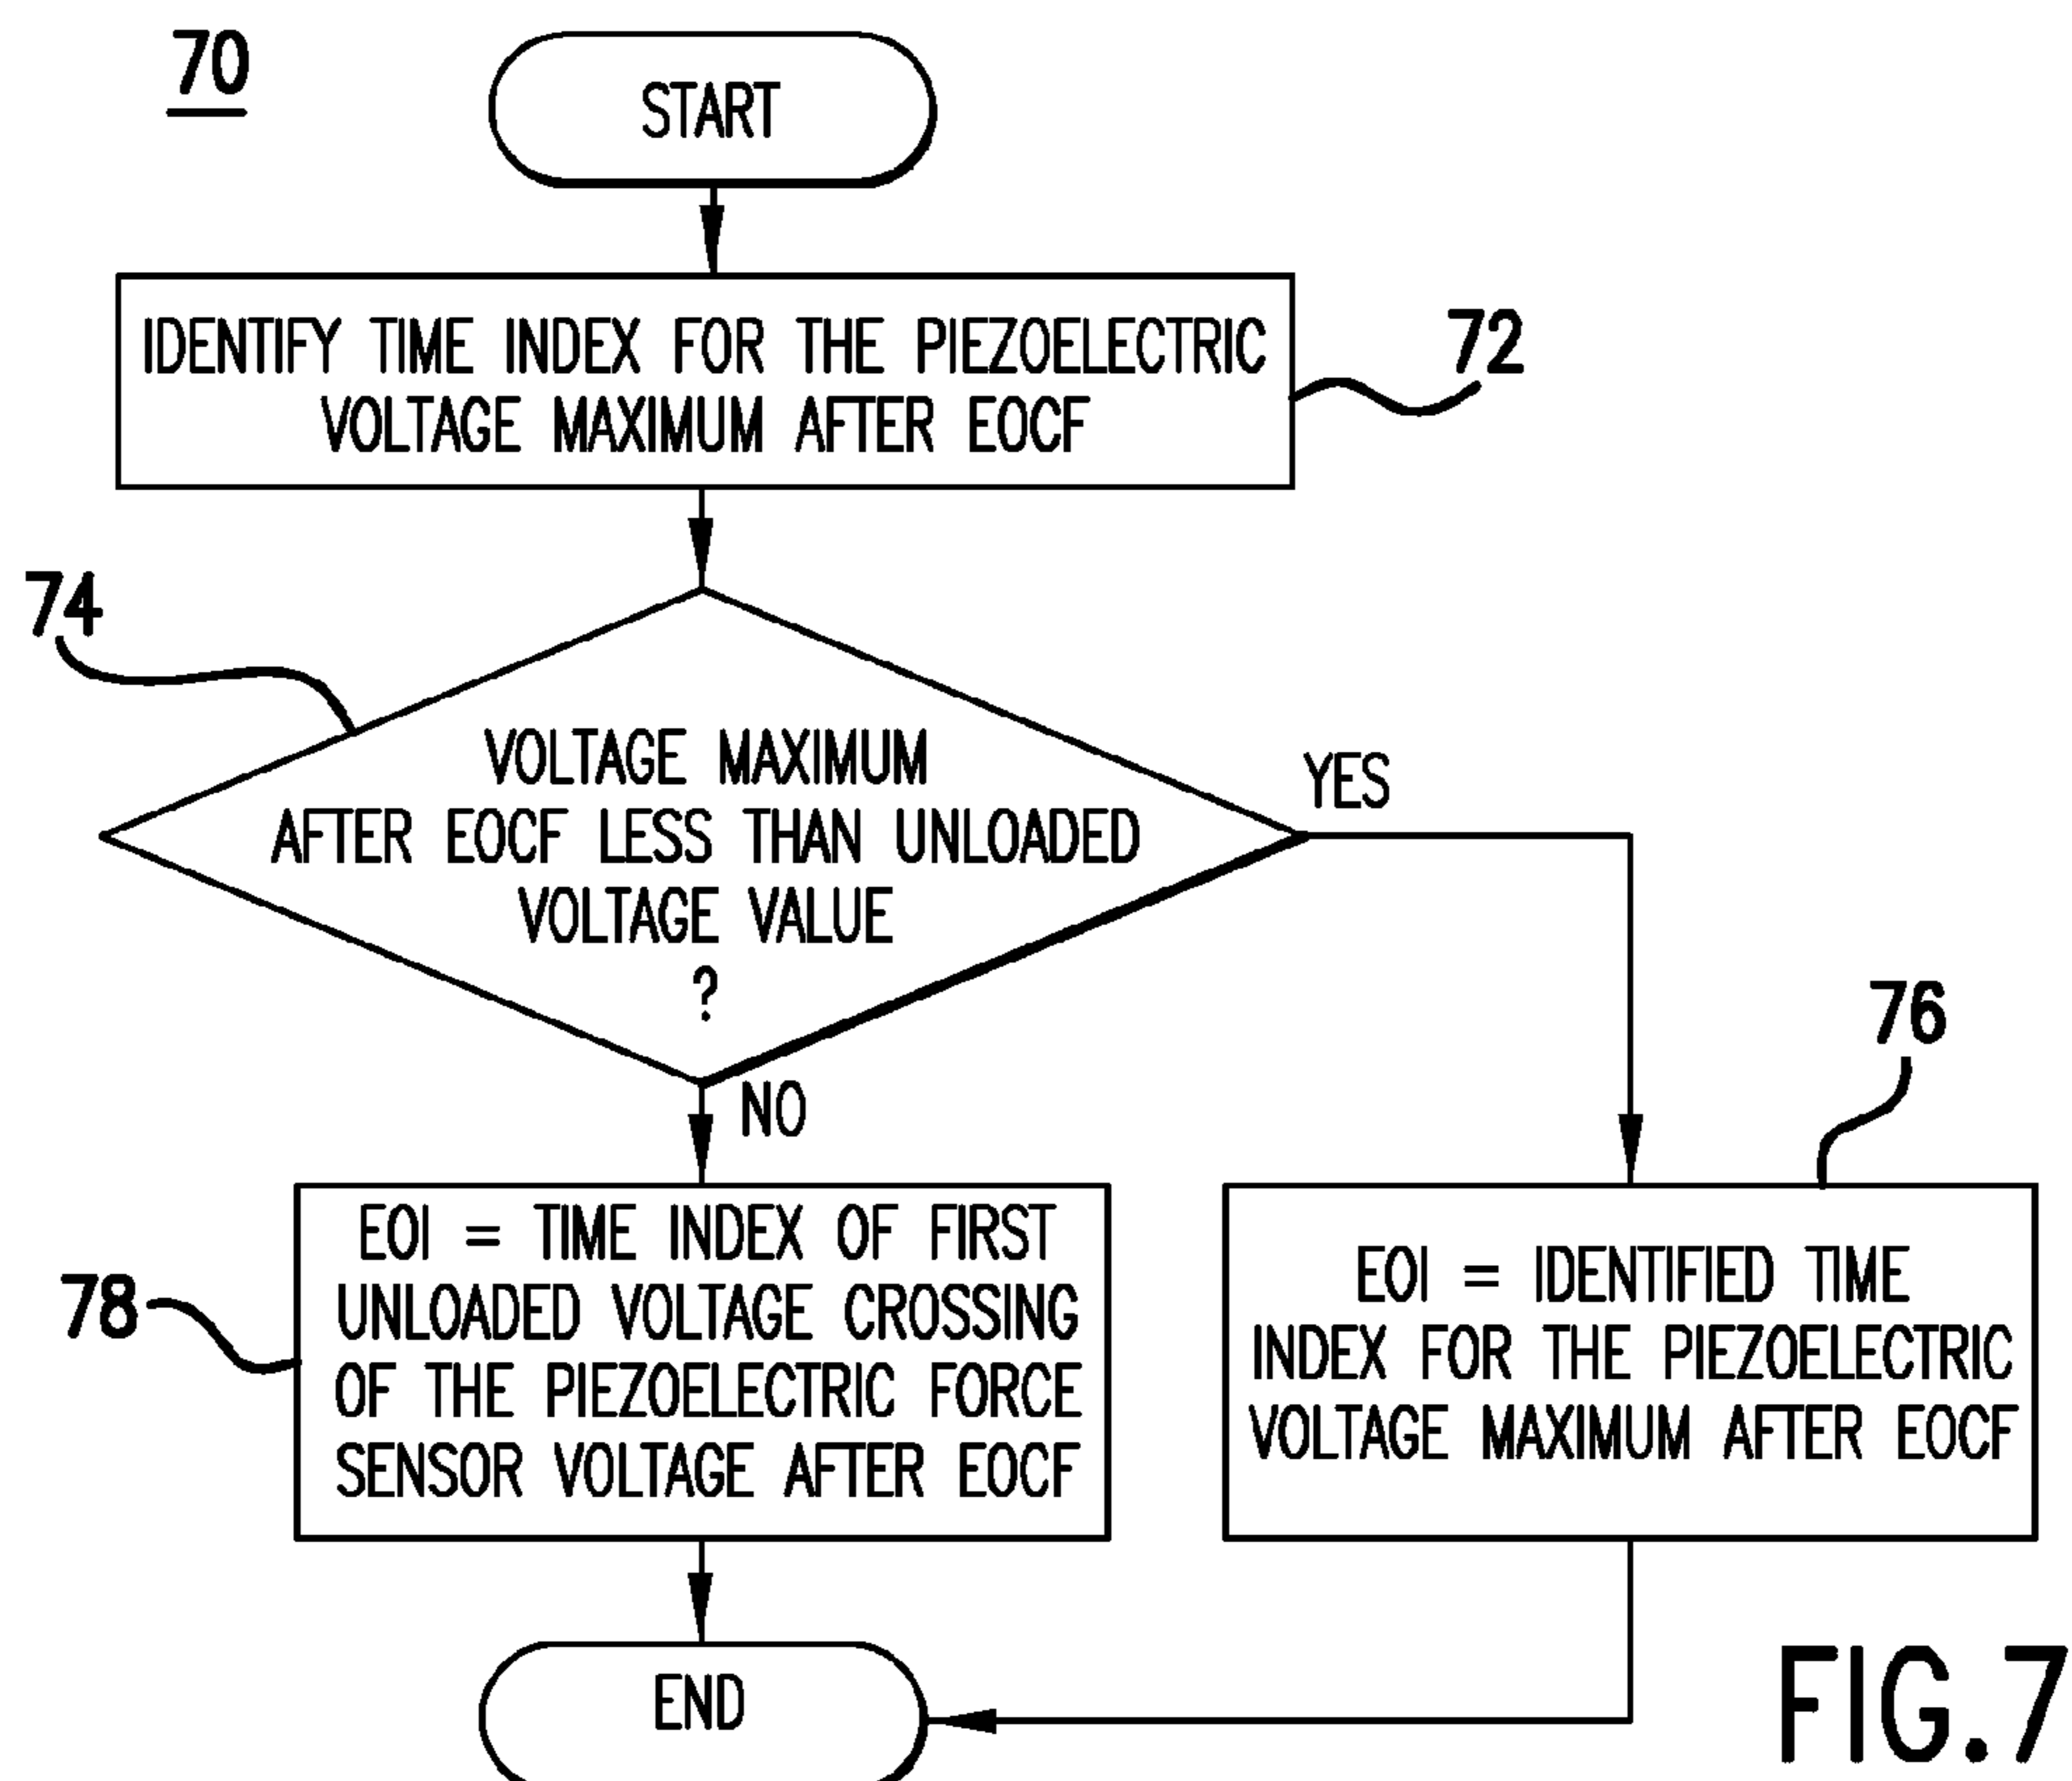 70
START
IDENTIFY TIME INDEX FOR THE PIEZOELECTRIC
VOLTAGE MAXIMUM AFTER EOCF
72
74
VOLTAGE MAXIMUM
AFTER EOCF LESS THAN UNLOADED
VOLTAGE VALUE
?
YES
NO
76
EOI = TIME INDEX OF FIRST
UNLOADED VOLTAGE CROSSING
OF THE PIEZOELECTRIC FORCE
SENSOR VOLTAGE AFTER EOCF
78
EOI = IDENTIFIED TIME
INDEX FOR THE PIEZOELECTRIC
VOLTAGE MAXIMUM AFTER EOCF
END
FIG.7